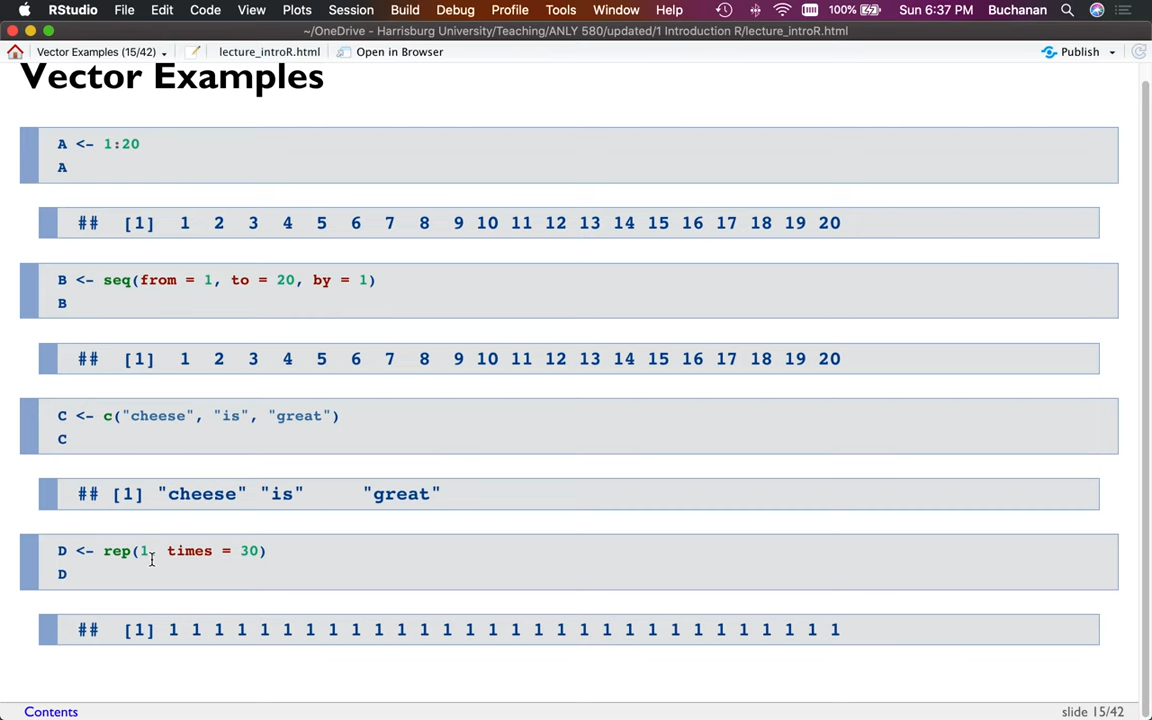 RStudio File Edit Code View Plots Session Build Debug Profile Tools Window Help 100% Sun 6:37 PM Buchanan
~/OneDrive - Harrisburg University/Teaching/ANLY 580/updated/1 Introduction R/lecture_introR.html
Vector Examples (15/42) lecture_introR.html Open in Browser Publish
Vector Examples
A <- 1:20
A
## [1] 1 2 3 4 5 6 7 8 9 10 11 12 13 14 15 16 17 18 19 20
B <- seq(from = 1, to = 20, by = 1)
B
## [1] 1 2 3 4 5 6 7 8 9 10 11 12 13 14 15 16 17 18 19 20
C <- c("cheese", "is", "great")
C
## [1] "cheese" "is" "great"
D <- rep(1, times = 30)
D
## [1] 1 1 1 1 1 1 1 1 1 1 1 1 1 1 1 1 1 1 1 1 1 1 1 1 1 1 1 1 1 1
Contents slide 15/42